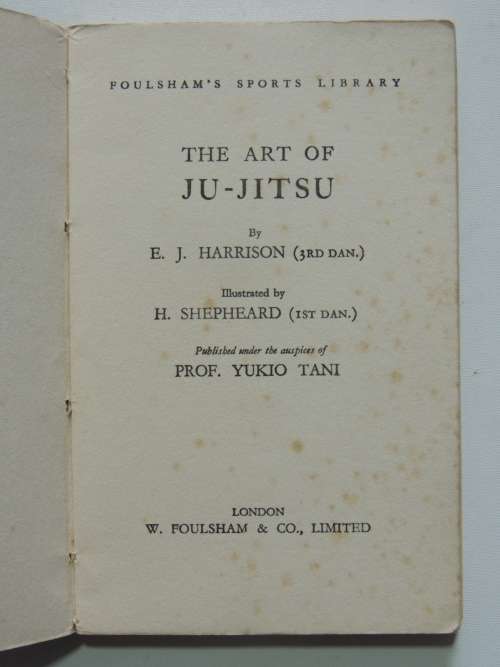 FOULSHAM'S SPORTS LIBRARY
THE ART OF
JU-JITSU
By
E. J. HARRISON (3RD DAN.)
Illustrated by
H. SHEPHEARD (1ST DAN.)
Published under the auspices of
PROF. YUKIO TANI
LONDON
W. FOULSHAM & CO., LIMITED